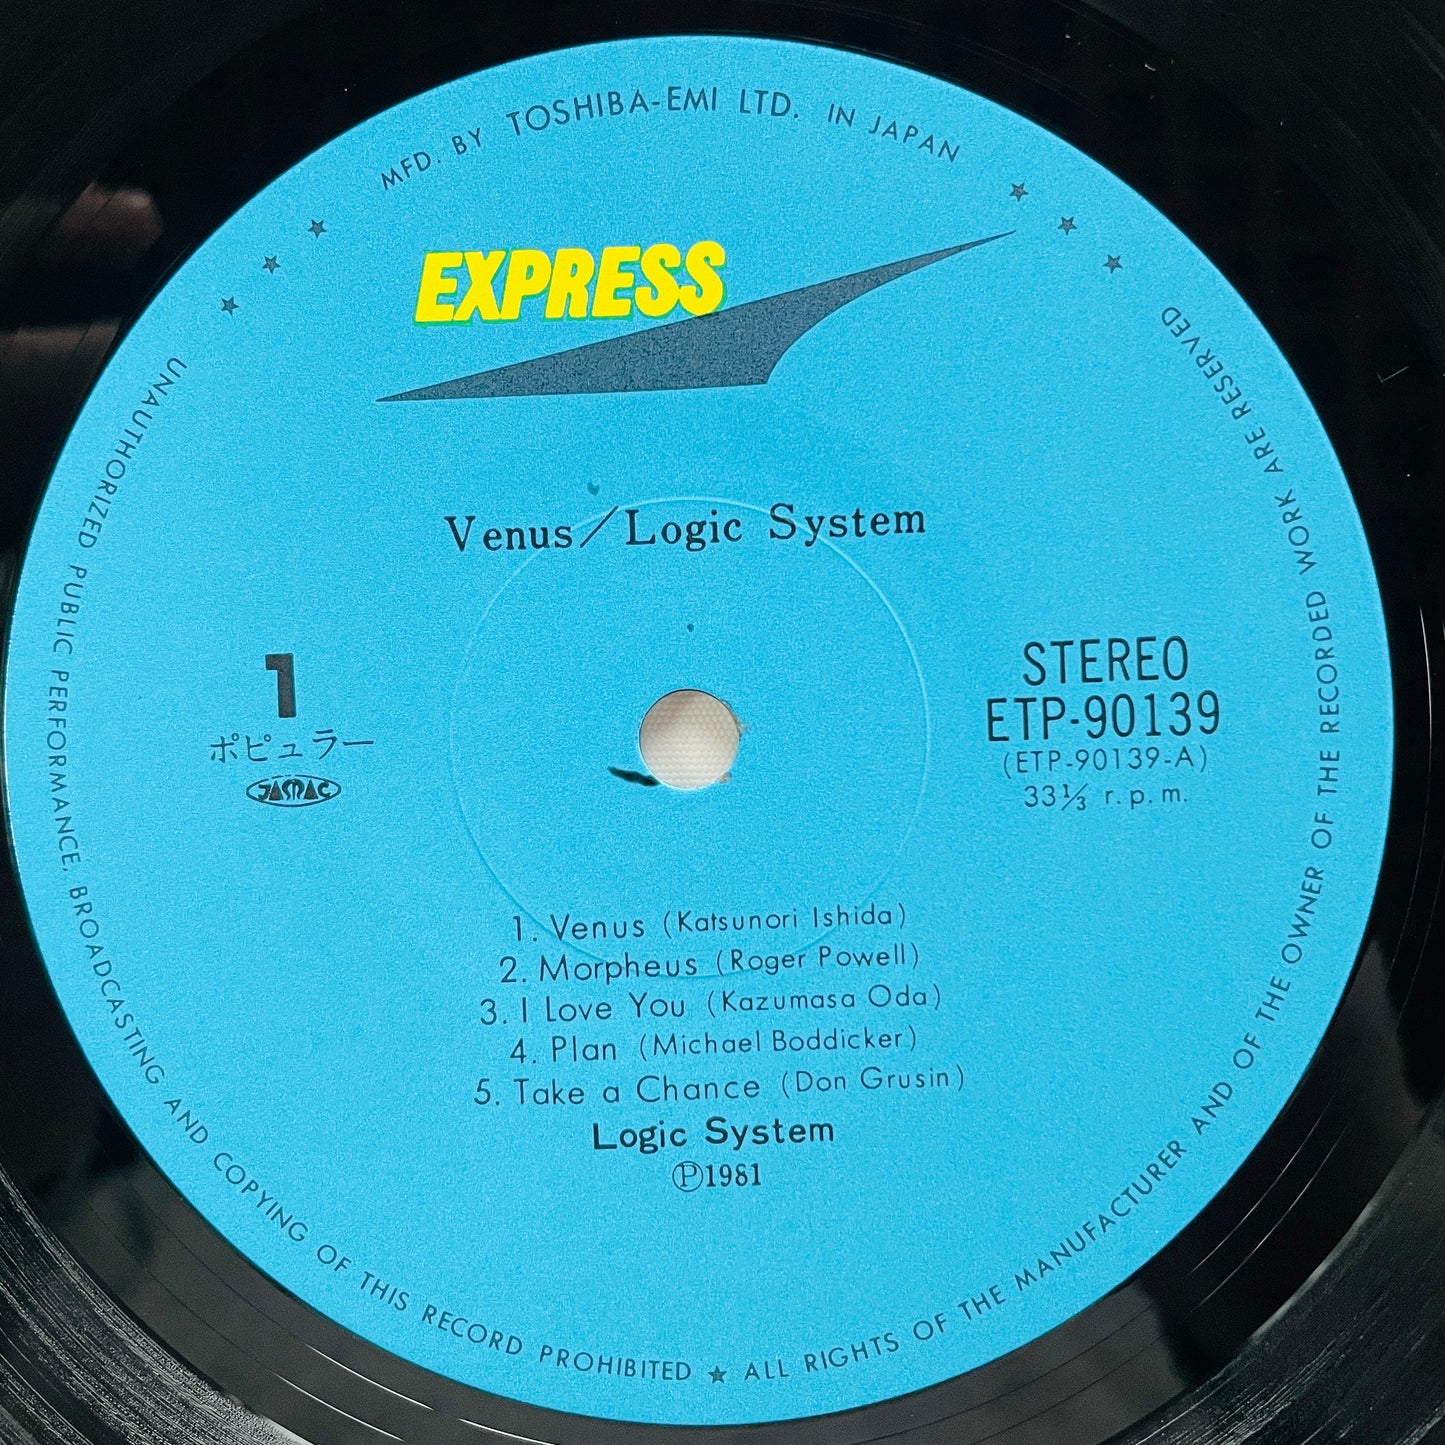 MFD. BY TOSHIBA-EMI LTD. IN JAPAN
EXPRESS
Venus／Logic System
1
ポピュラー
JASRAC
STEREO
ETP-90139
(ETP-90139-A)
33⅓ r.p.m.
1. Venus (Katsunori Ishida)
2. Morpheus (Roger Powell)
3. I Love You (Kazumasa Oda)
4. Plan (Michael Boddicker)
5. Take a Chance (Don Grusin)
Logic System
Ⓟ1981
UNAUTHORIZED PUBLIC PERFORMANCE, BROADCASTING AND COPYING OF THIS RECORD PROHIBITED ★ ALL RIGHTS OF THE MANUFACTURER AND OF THE OWNER OF THE RECORDED WORK ARE RESERVED